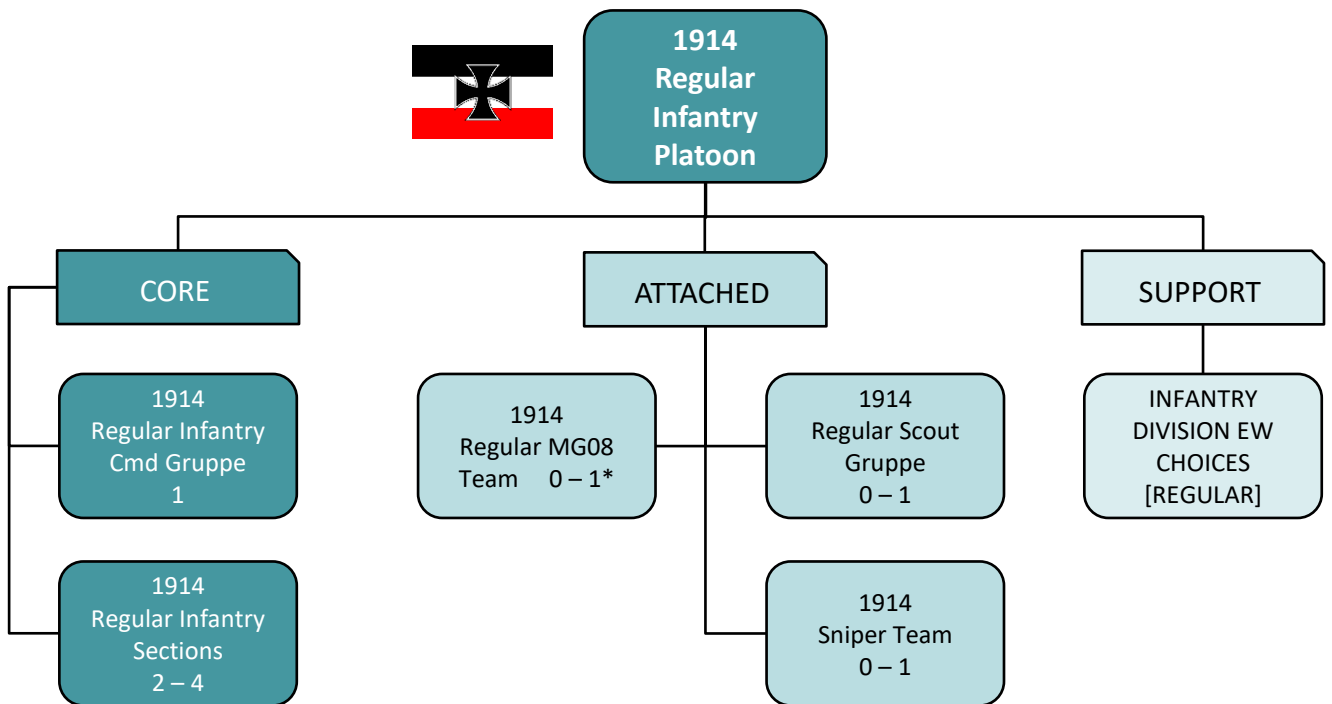 1914
Regular
Infantry
Platoon
CORE
ATTACHED
SUPPORT
1914
Regular Infantry
Cmd Gruppe
1
1914
Regular MG08
Team 0 – 1*
1914
Regular Scout
Gruppe
0 – 1
INFANTRY
DIVISION EW
CHOICES
[REGULAR]
1914
Regular Infantry
Sections
2 – 4
1914
Sniper Team
0 – 1